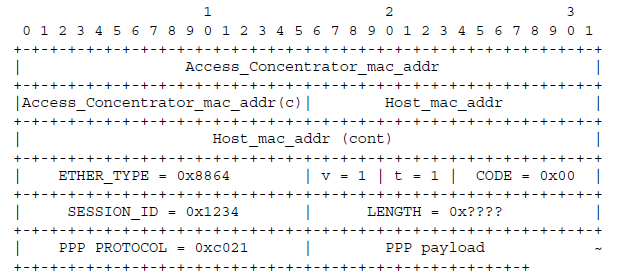 1                   2                   3
 0 1 2 3 4 5 6 7 8 9 0 1 2 3 4 5 6 7 8 9 0 1 2 3 4 5 6 7 8 9 0 1
+-+-+-+-+-+-+-+-+-+-+-+-+-+-+-+-+-+-+-+-+-+-+-+-+-+-+-+-+-+-+-+-+
|                  Access_Concentrator_mac_addr                 |
+-+-+-+-+-+-+-+-+-+-+-+-+-+-+-+-+-+-+-+-+-+-+-+-+-+-+-+-+-+-+-+-+
|Access_Concentrator_mac_addr(c)|        Host_mac_addr          |
+-+-+-+-+-+-+-+-+-+-+-+-+-+-+-+-+-+-+-+-+-+-+-+-+-+-+-+-+-+-+-+-+
|                     Host_mac_addr (cont)                      |
+-+-+-+-+-+-+-+-+-+-+-+-+-+-+-+-+-+-+-+-+-+-+-+-+-+-+-+-+-+-+-+-+
|    ETHER_TYPE = 0x8864        | v = 1 | t = 1 |  CODE = 0x00  |
+-+-+-+-+-+-+-+-+-+-+-+-+-+-+-+-+-+-+-+-+-+-+-+-+-+-+-+-+-+-+-+-+
|     SESSION_ID = 0x1234       |      LENGTH = 0x????          |
+-+-+-+-+-+-+-+-+-+-+-+-+-+-+-+-+-+-+-+-+-+-+-+-+-+-+-+-+-+-+-+-+
|    PPP PROTOCOL = 0xc021      |        PPP payload            ~
+-+-+-+-+-+-+-+-+-+-+-+-+-+-+-+-+-+-+-+-+-+-+-+-+-+-+-+-+